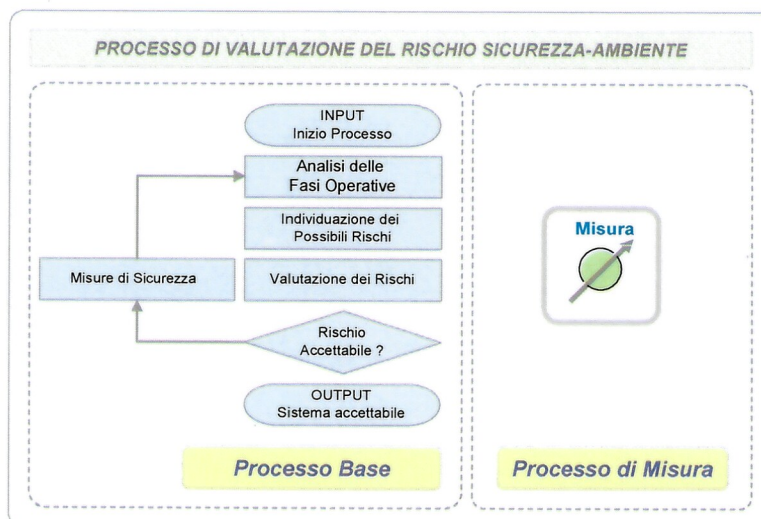 PROCESSO DI VALUTAZIONE DEL RISCHIO SICUREZZA-AMBIENTE
INPUT
Inizio Processo
Analisi delle
Fasi Operative
Individuazione dei
Possibili Rischi
Misure di Sicurezza
Valutazione dei Rischi
Rischio
Accettabile ?
OUTPUT
Sistema accettabile
Processo Base
Misura
Processo di Misura